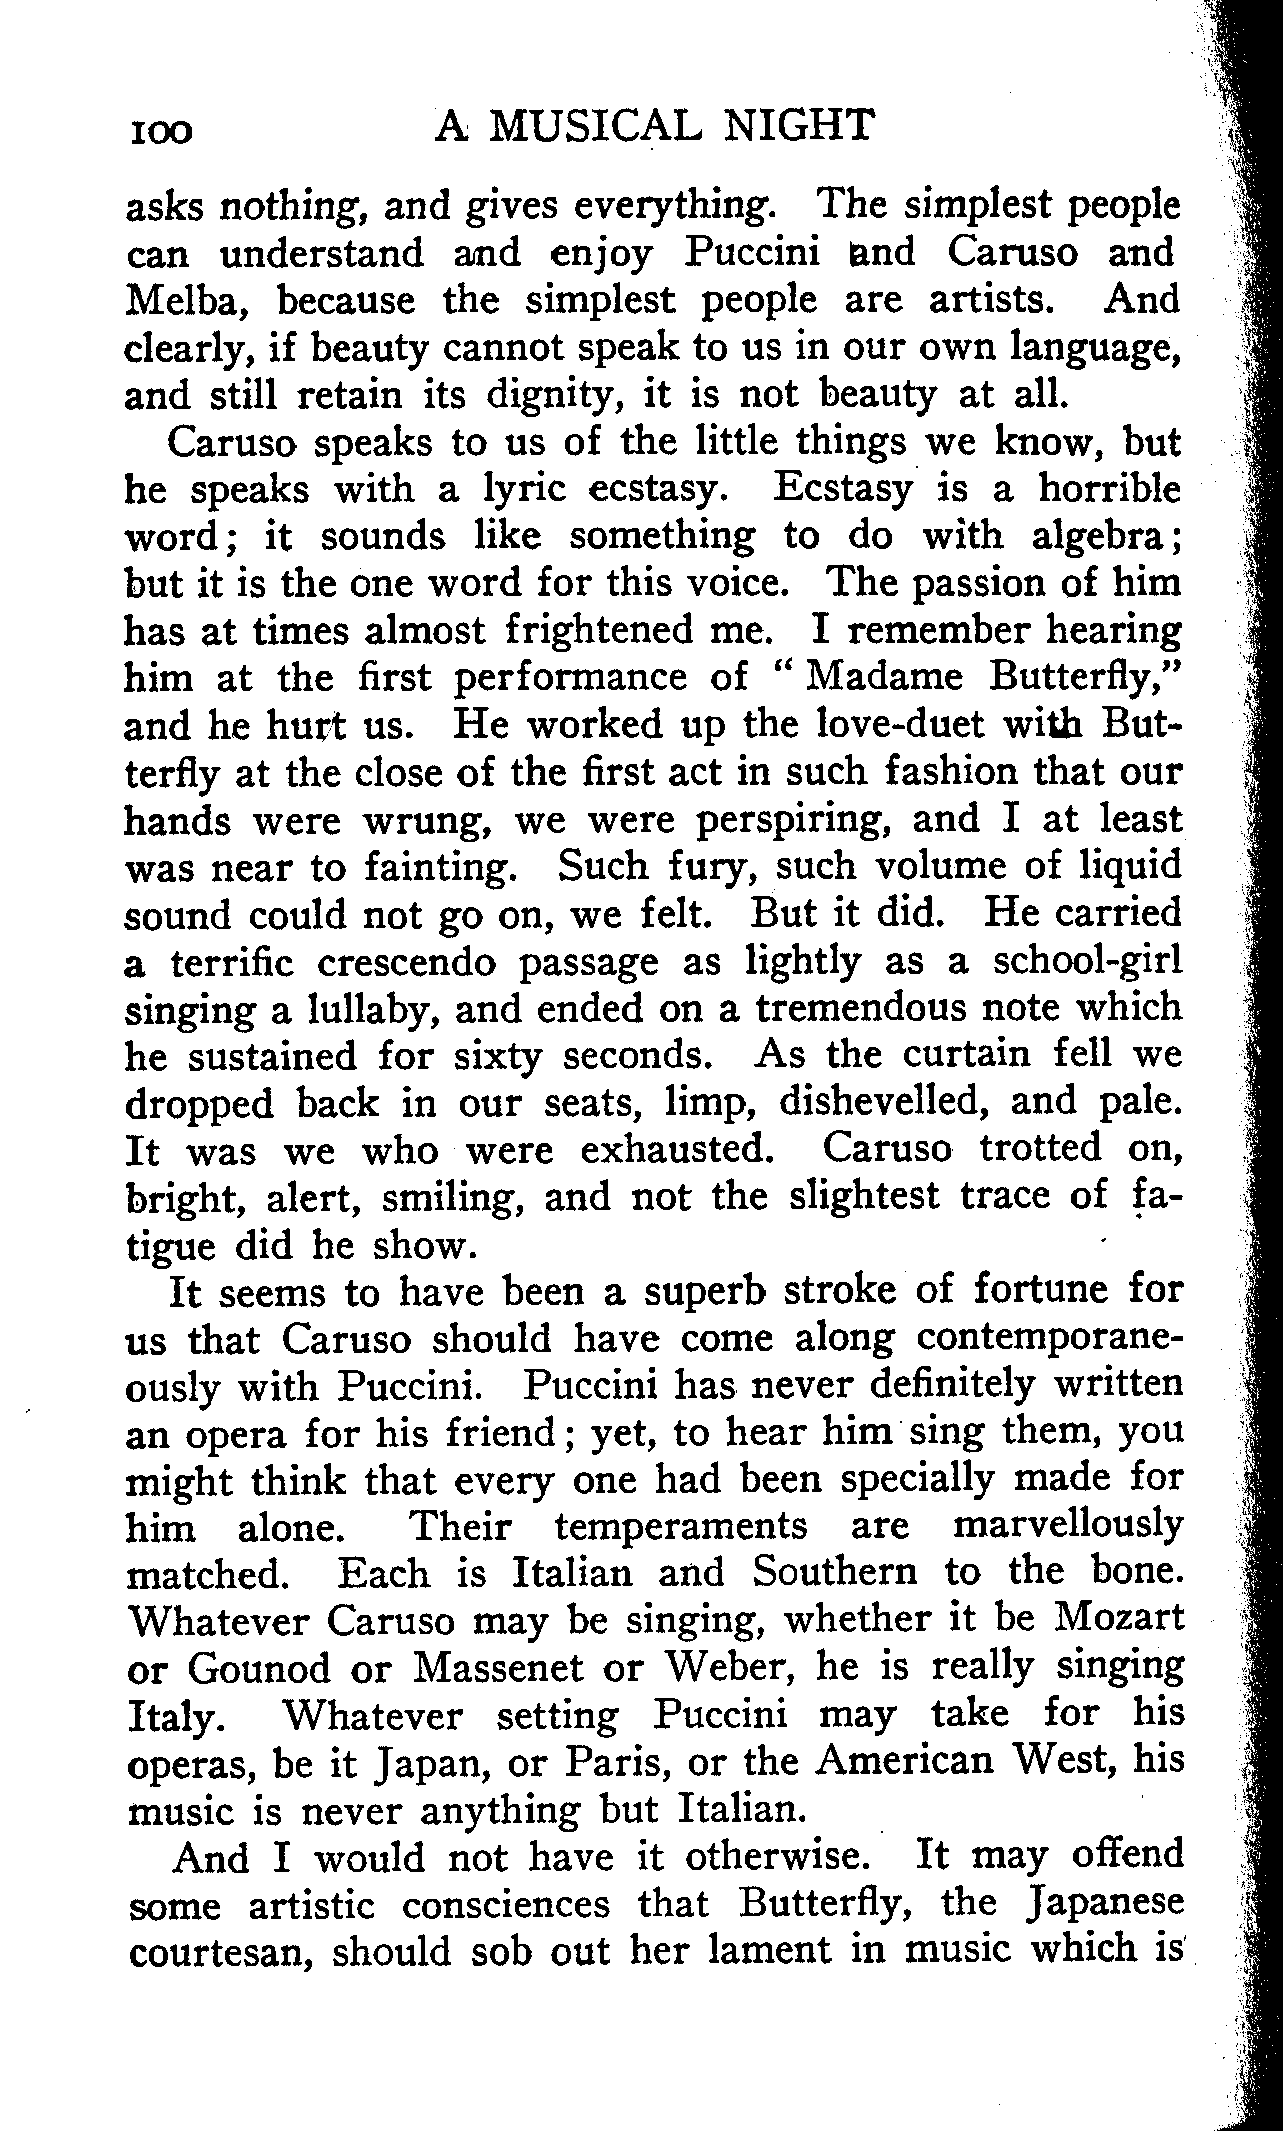 100 A MUSICAL NIGHT
asks nothing, and gives everything. The simplest people
can understand and enjoy Puccini and Caruso and
Melba, because the simplest people are artists. And
clearly, if beauty cannot speak to us in our own language,
and still retain its dignity, it is not beauty at all.
Caruso speaks to us of the little things we know, but
he speaks with a lyric ecstasy. Ecstasy is a horrible
word; it sounds like something to do with algebra;
but it is the one word for this voice. The passion of him
has at times almost frightened me. I remember hearing
him at the first performance of " Madame Butterfly,"
and he hurt us. He worked up the love-duet with But-
terfly at the close of the first act in such fashion that our
hands were wrung, we were perspiring, and I at least
was near to fainting. Such fury, such volume of liquid
sound could not go on, we felt. But it did. He carried
a terrific crescendo passage as lightly as a school-girl
singing a lullaby, and ended on a tremendous note which
he sustained for sixty seconds. As the curtain fell we
dropped back in our seats, limp, dishevelled, and pale.
It was we who were exhausted. Caruso trotted on,
bright, alert, smiling, and not the slightest trace of fa-
tigue did he show.
It seems to have been a superb stroke of fortune for
us that Caruso should have come along contemporane-
ously with Puccini. Puccini has never definitely written
an opera for his friend; yet, to hear him sing them, you
might think that every one had been specially made for
him alone. Their temperaments are marvellously
matched. Each is Italian and Southern to the bone.
Whatever Caruso may be singing, whether it be Mozart
or Gounod or Massenet or Weber, he is really singing
Italy. Whatever setting Puccini may take for his
operas, be it Japan, or Paris, or the American West, his
music is never anything but Italian.
And I would not have it otherwise. It may offend
some artistic consciences that Butterfly, the Japanese
courtesan, should sob out her lament in music which is